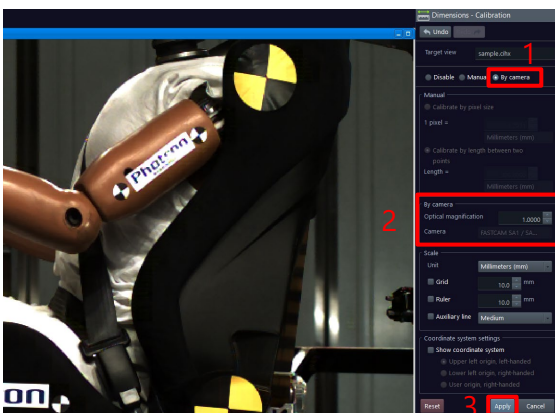 Dimensions - Calibration
Undo
1
Target view sample.cihx
Disable Manual By camera
Manual
Calibrate by pixel size
1 pixel =
Millimeters (mm)
Calibrate by length between two
points
Length =
Millimeters (mm)
2
By camera
Optical magnification 1.0000
Camera FASTCAM SA1 / SA...
Scale
Unit Millimeters (mm)
Grid 10.0 mm
Ruler 10.0 mm
Auxiliary line Medium
Coordinate system settings
Show coordinate system
Upper left origin, left-handed
Lower left origin, right-handed
User origin, right-handed
3
Reset Apply Cancel
Photron
on